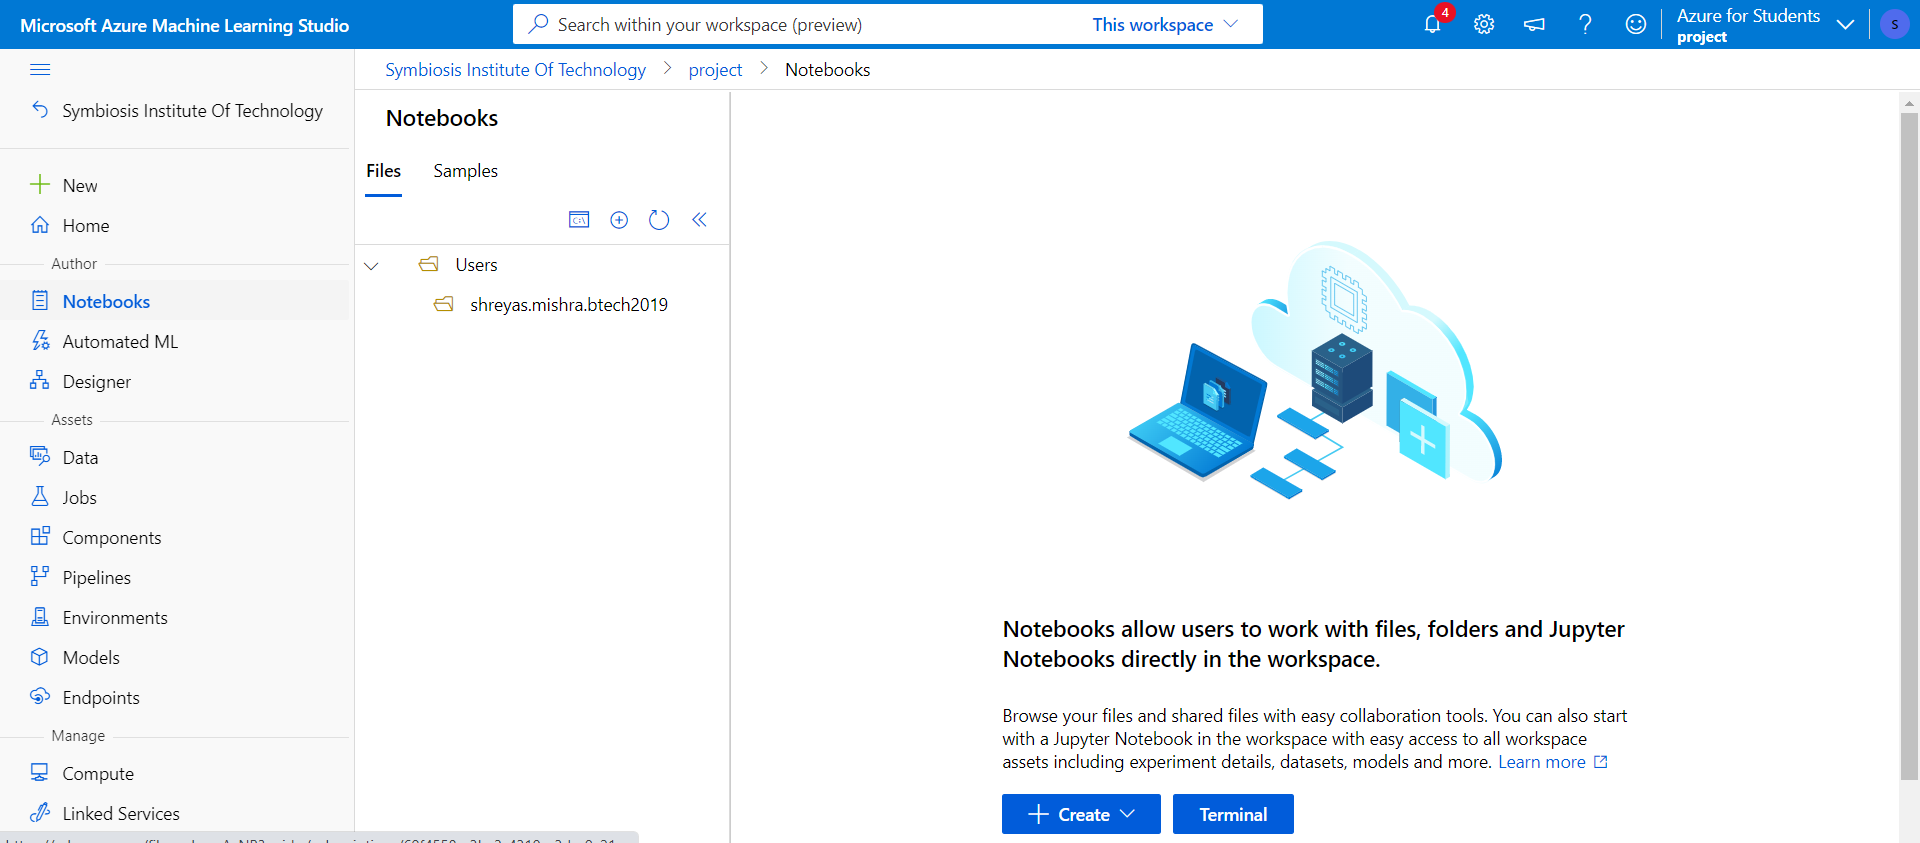 Microsoft Azure Machine Learning Studio
Search within your workspace (preview)
This workspace
4
Azure for Students
project
S
Symbiosis Institute Of Technology
New
Home
Author
Notebooks
Automated ML
Designer
Assets
Data
Jobs
Components
Pipelines
Environments
Models
Endpoints
Manage
Compute
Linked Services
Symbiosis Institute Of Technology > project > Notebooks
Notebooks
Files Samples
Users
shreyas.mishra.btech2019
Notebooks allow users to work with files, folders and Jupyter
Notebooks directly in the workspace.
Browse your files and shared files with easy collaboration tools. You can also start
with a Jupyter Notebook in the workspace with easy access to all workspace
assets including experiment details, datasets, models and more. Learn more
Create
Terminal